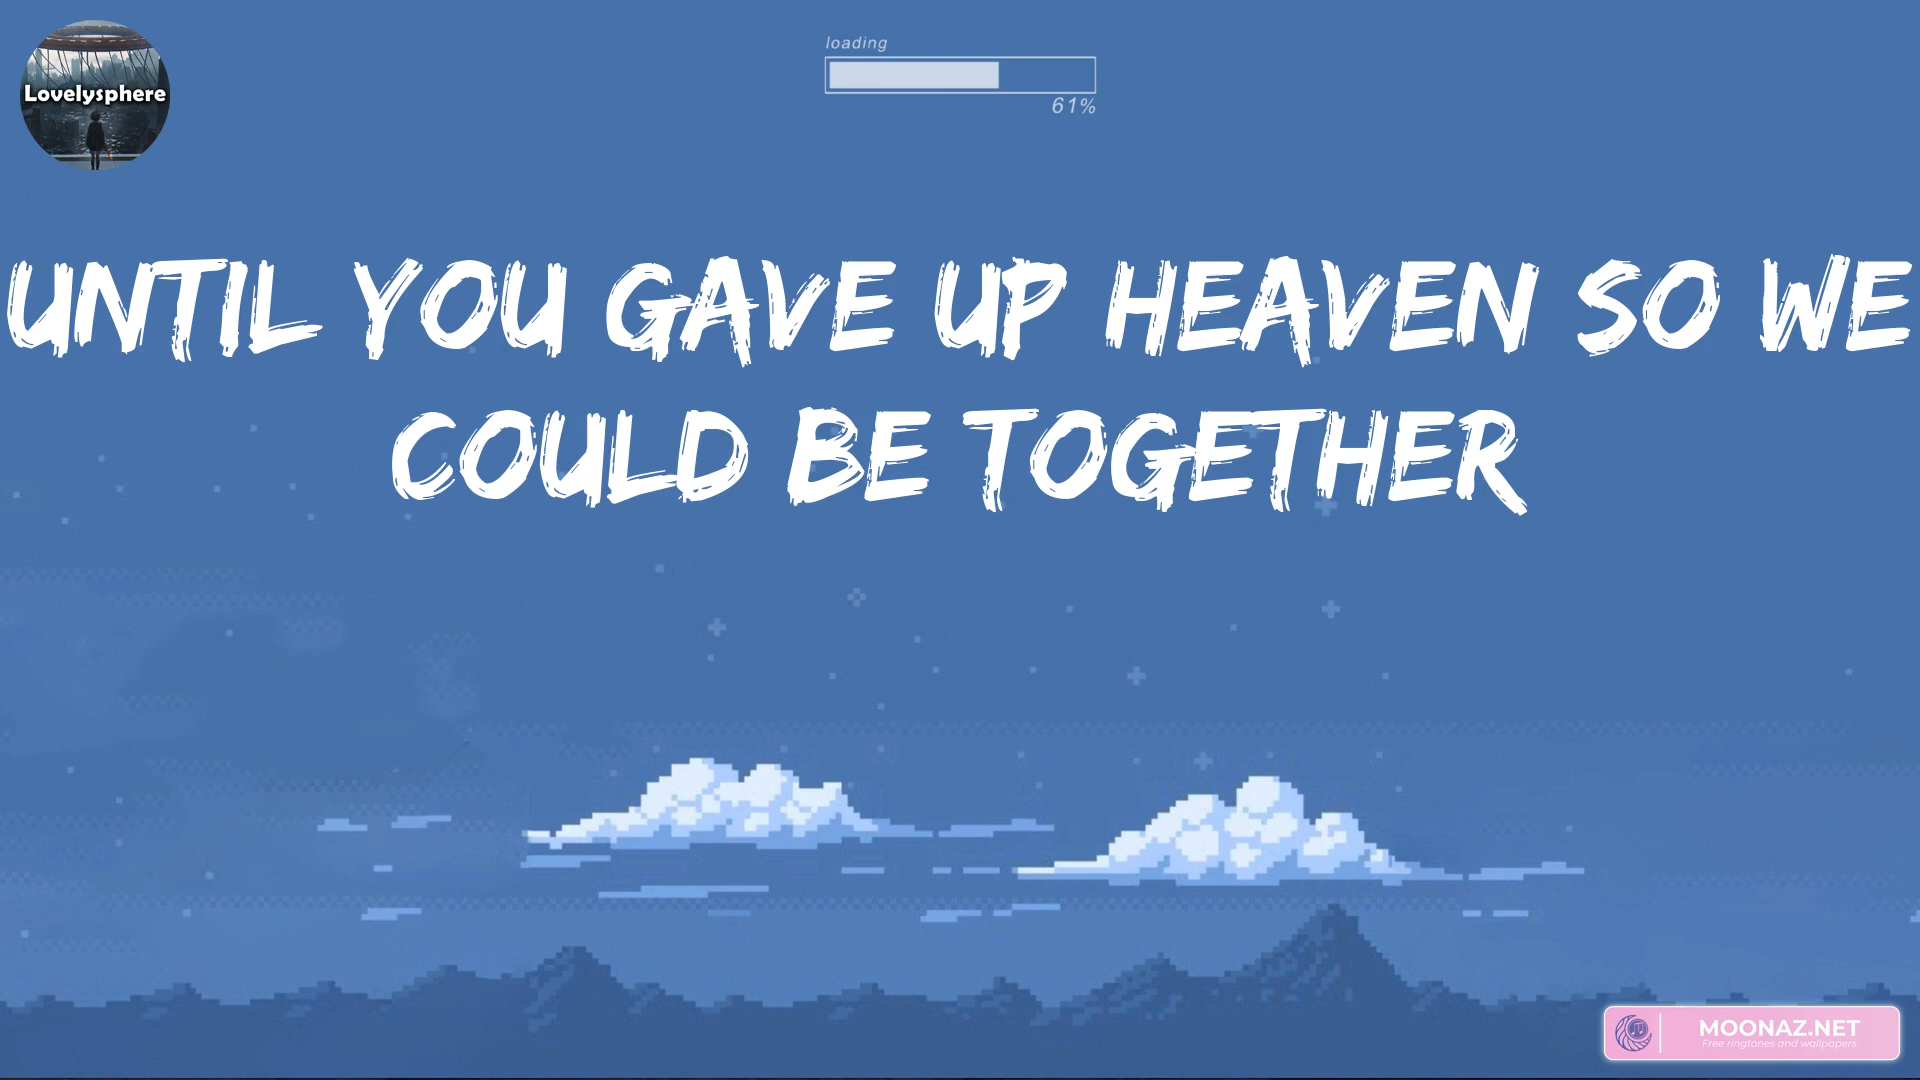 Lovelysphere
loading
61%
UNTIL YOU GAVE UP HEAVEN SO WE
COULD BE TOGETHER
MOONAZ.NET
Free ringtones and wallpapers